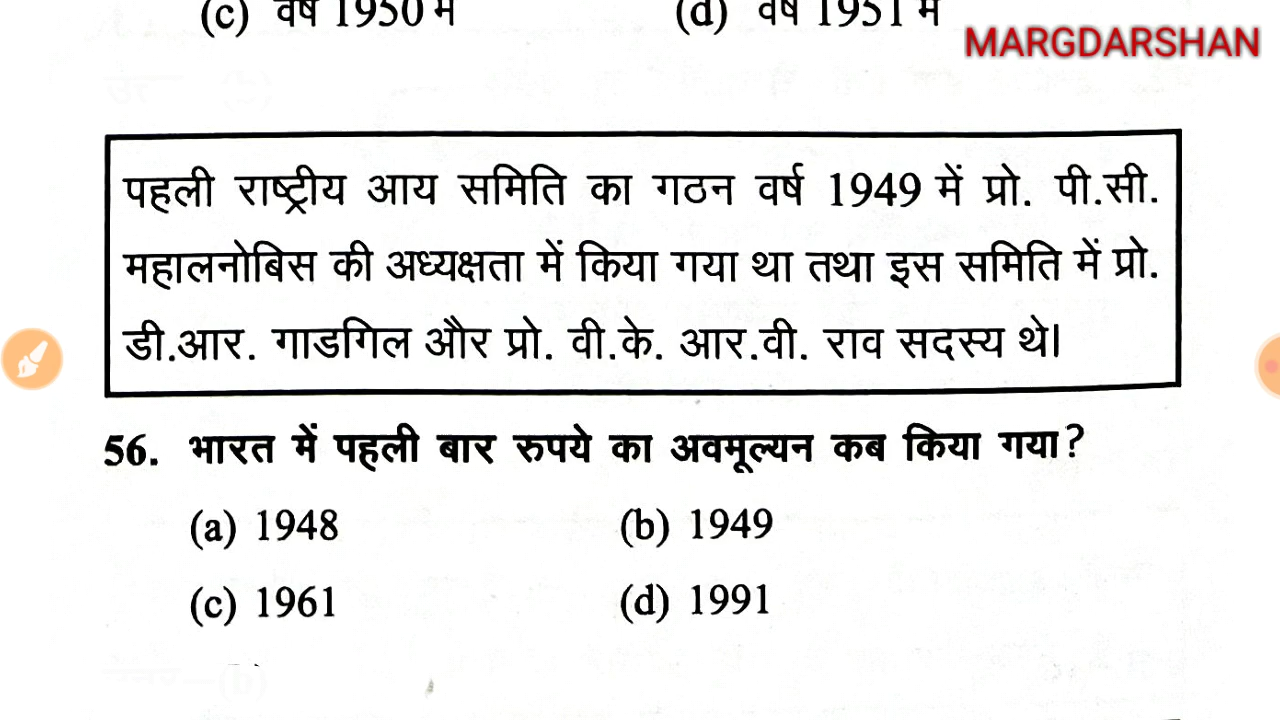 (c) वर्ष 1950 में (d) वर्ष 1951 में
MARGDARSHAN
पहली राष्ट्रीय आय समिति का गठन वर्ष 1949 में प्रो. पी.सी.
महालनोबिस की अध्यक्षता में किया गया था तथा इस समिति में प्रो.
डी.आर. गाडगिल और प्रो. वी.के. आर.वी. राव सदस्य थे।
56. भारत में पहली बार रुपये का अवमूल्यन कब किया गया?
(a) 1948 (b) 1949
(c) 1961 (d) 1991